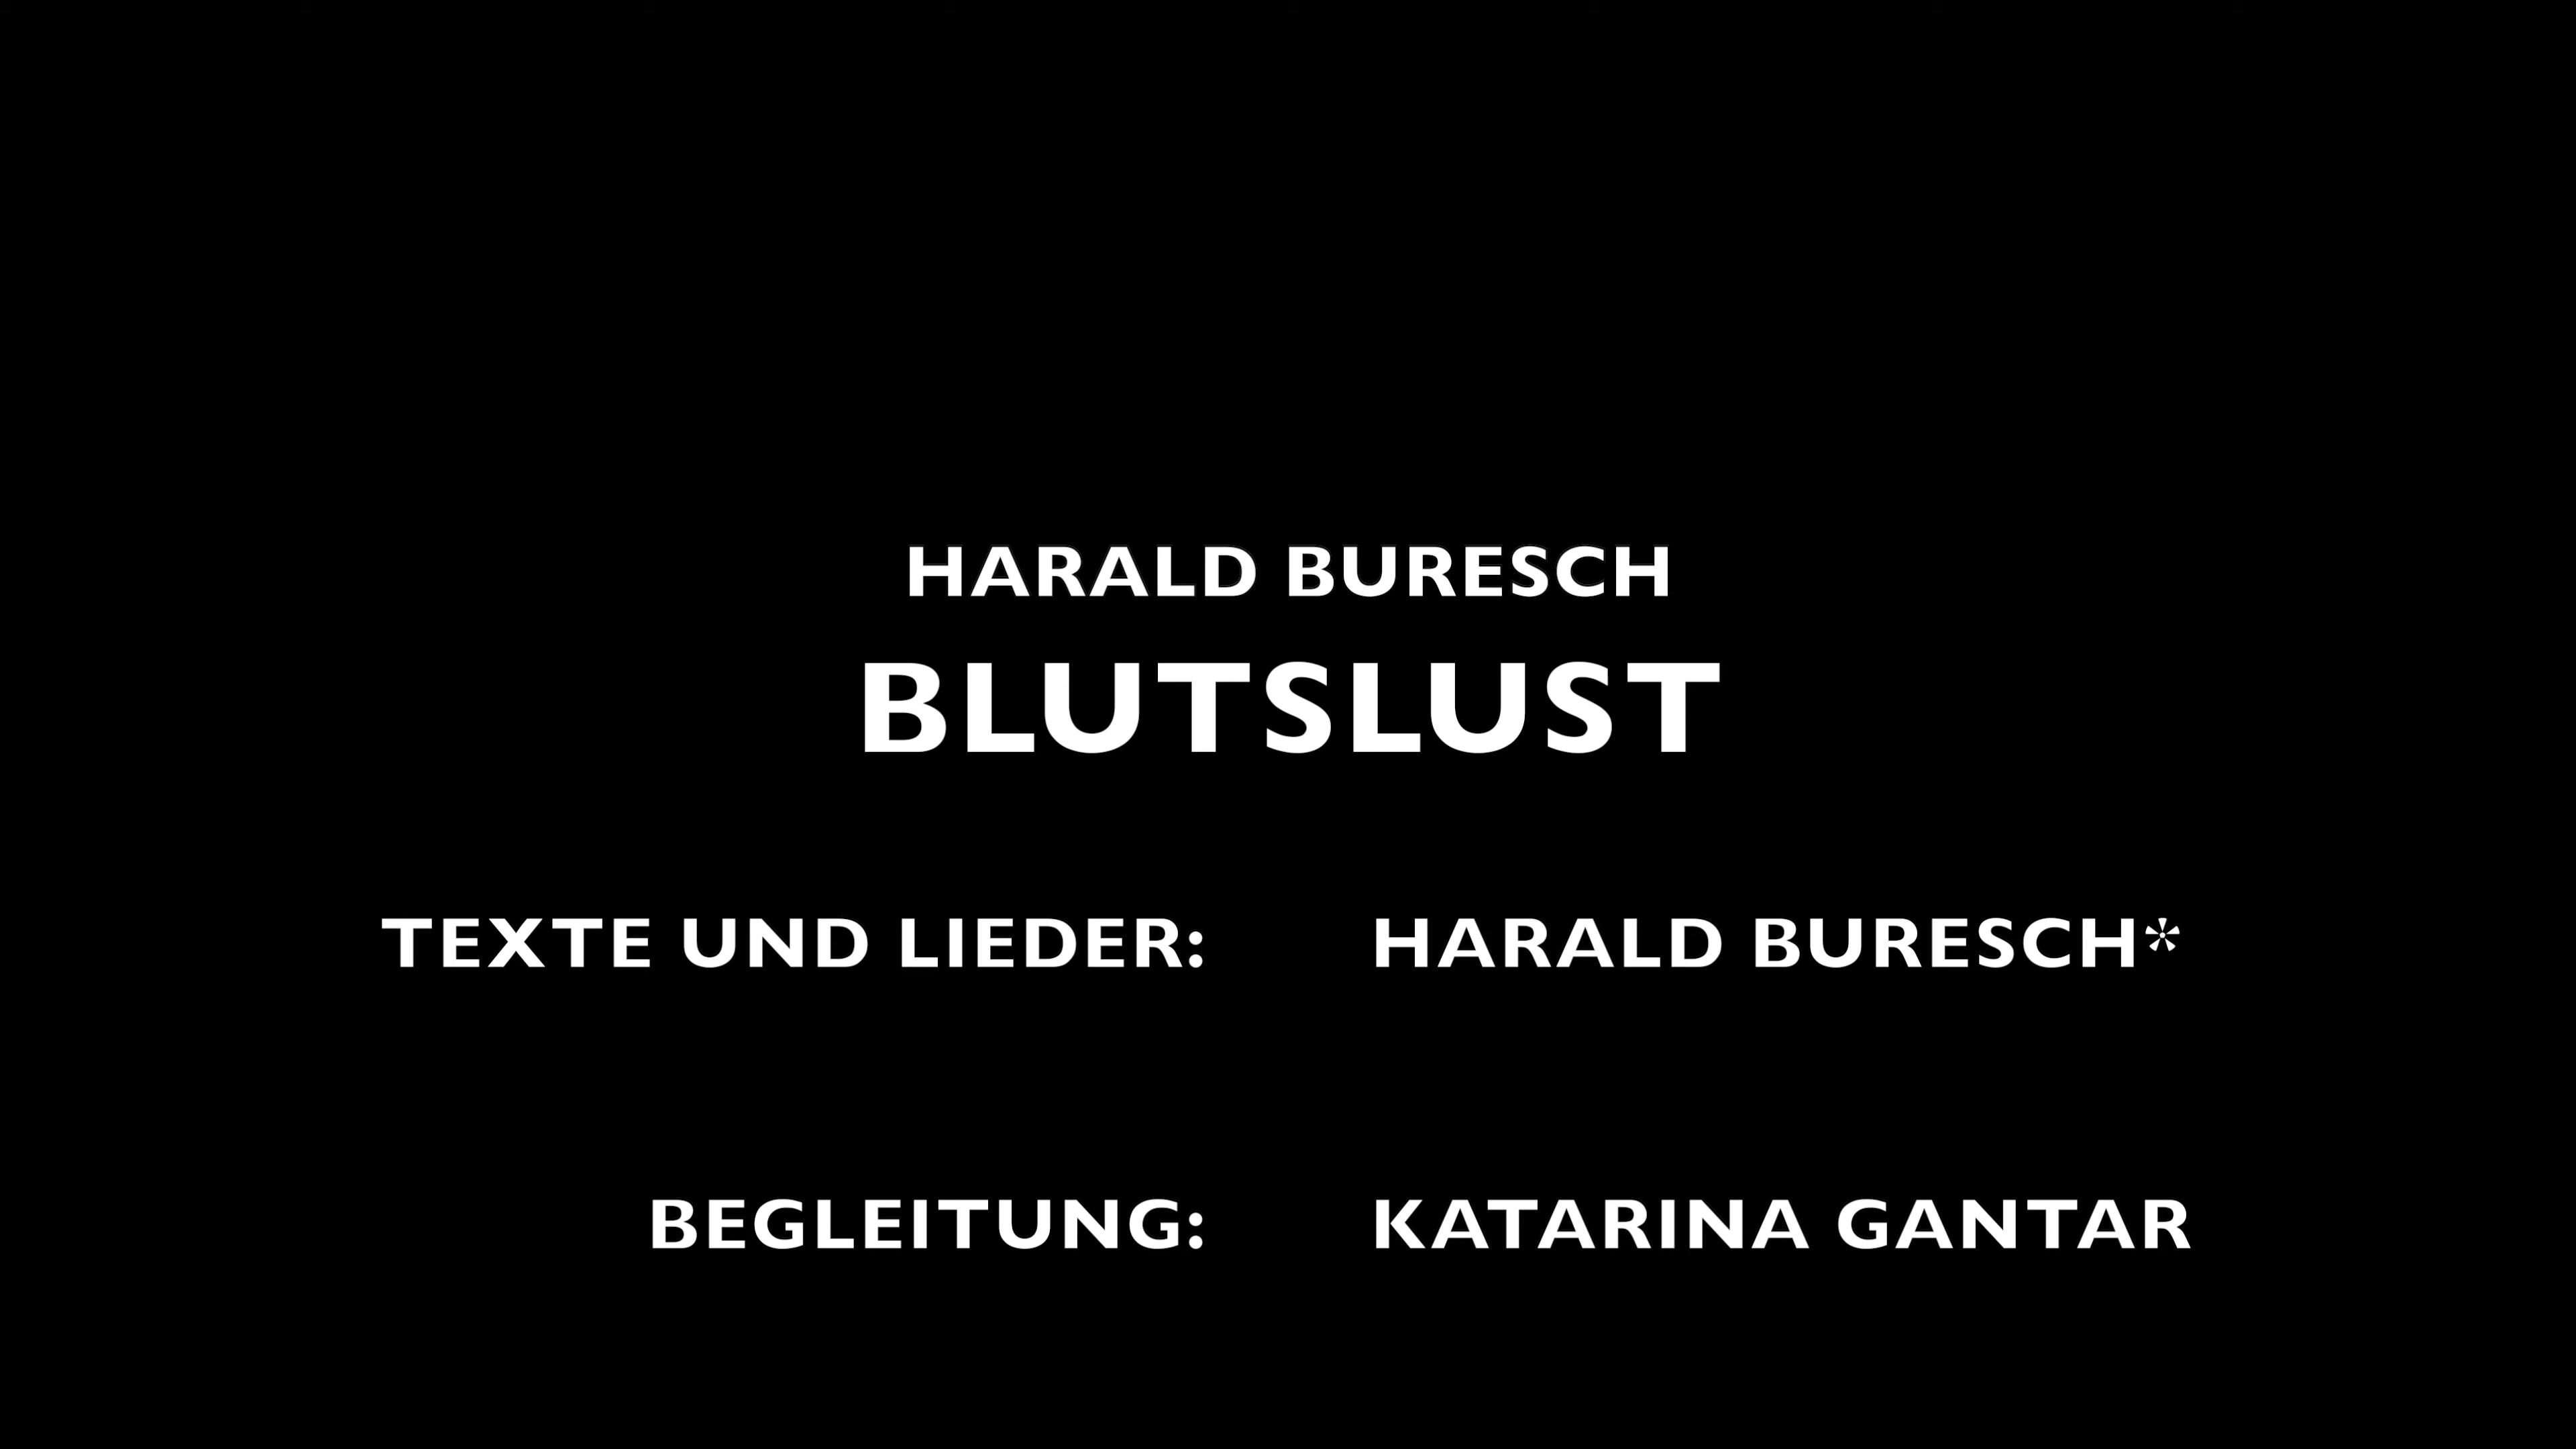 HARALD BURESCH
BLUTSLUST
TEXTE UND LIEDER: HARALD BURESCH*
BEGLEITUNG: KATARINA GANTAR